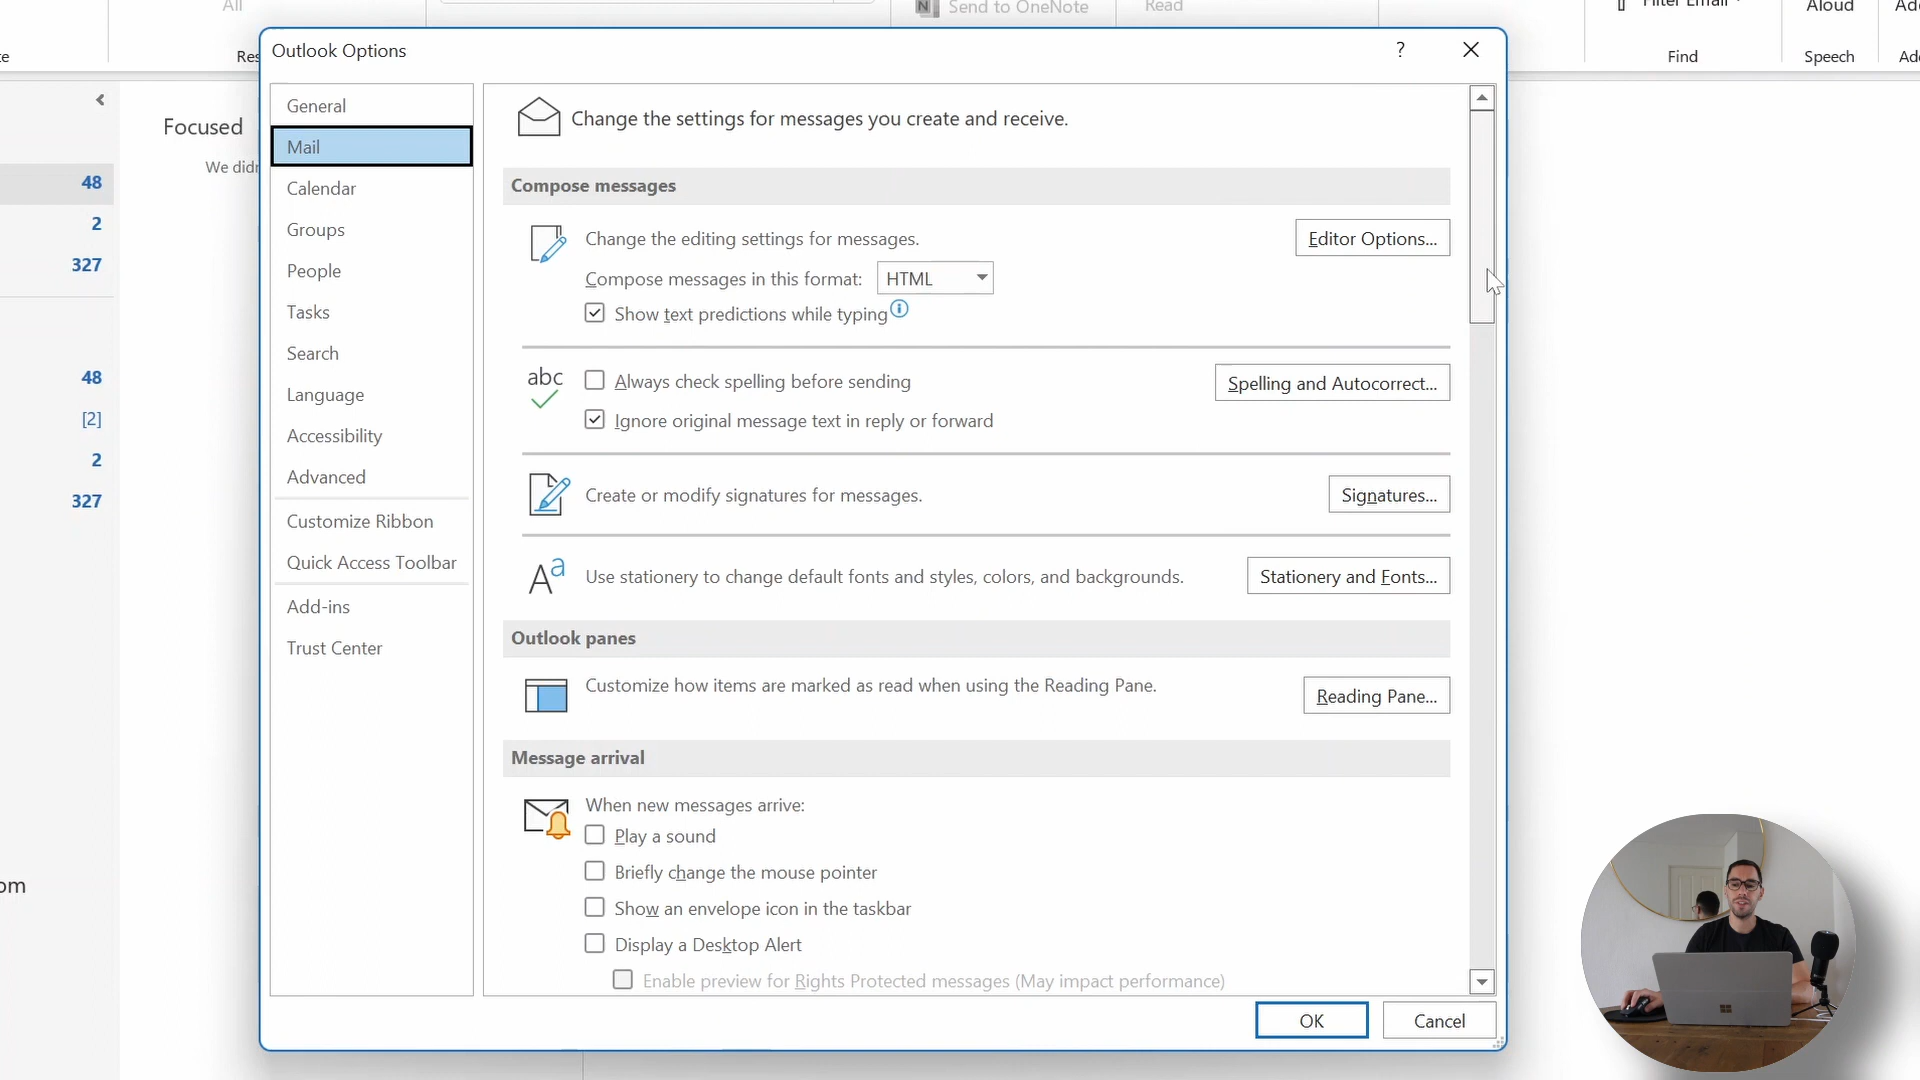 All
Send to OneNote
Read
Filter Email
Aloud
Find
Speech
Outlook Options
?
General
Mail
Calendar
Groups
People
Tasks
Search
Language
Accessibility
Advanced
Customize Ribbon
Quick Access Toolbar
Add-ins
Trust Center
Focused
We didn
48
2
327
48
[2]
2
327
om
Change the settings for messages you create and receive.
Compose messages
Change the editing settings for messages.
Editor Options...
Compose messages in this format: HTML
Show text predictions while typing
abc
Always check spelling before sending
Spelling and Autocorrect...
Ignore original message text in reply or forward
Create or modify signatures for messages.
Signatures...
Aa
Use stationery to change default fonts and styles, colors, and backgrounds.
Stationery and Fonts...
Outlook panes
Customize how items are marked as read when using the Reading Pane.
Reading Pane...
Message arrival
When new messages arrive:
Play a sound
Briefly change the mouse pointer
Show an envelope icon in the taskbar
Display a Desktop Alert
Enable preview for Rights Protected messages (May impact performance)
OK
Cancel